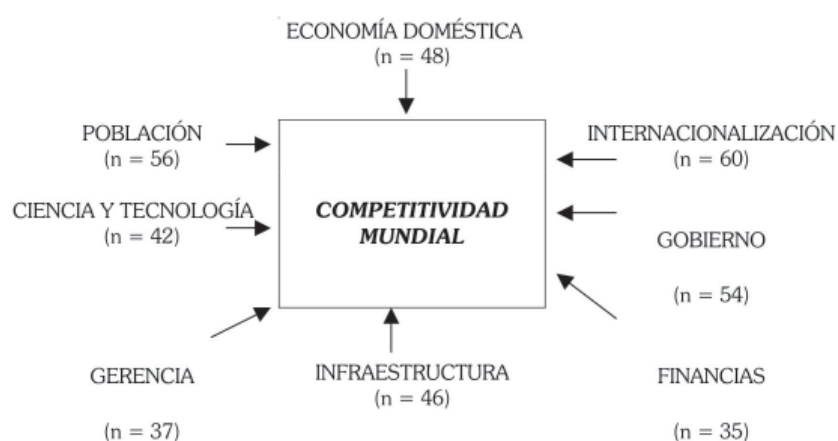 ECONOMÍA DOMÉSTICA
(n = 48)
POBLACIÓN
(n = 56)
INTERNACIONALIZACIÓN
(n = 60)
CIENCIA Y TECNOLOGÍA
(n = 42)
COMPETITIVIDAD
MUNDIAL
GOBIERNO
(n = 54)
GERENCIA
(n = 37)
INFRAESTRUCTURA
(n = 46)
FINANCIAS
(n = 35)